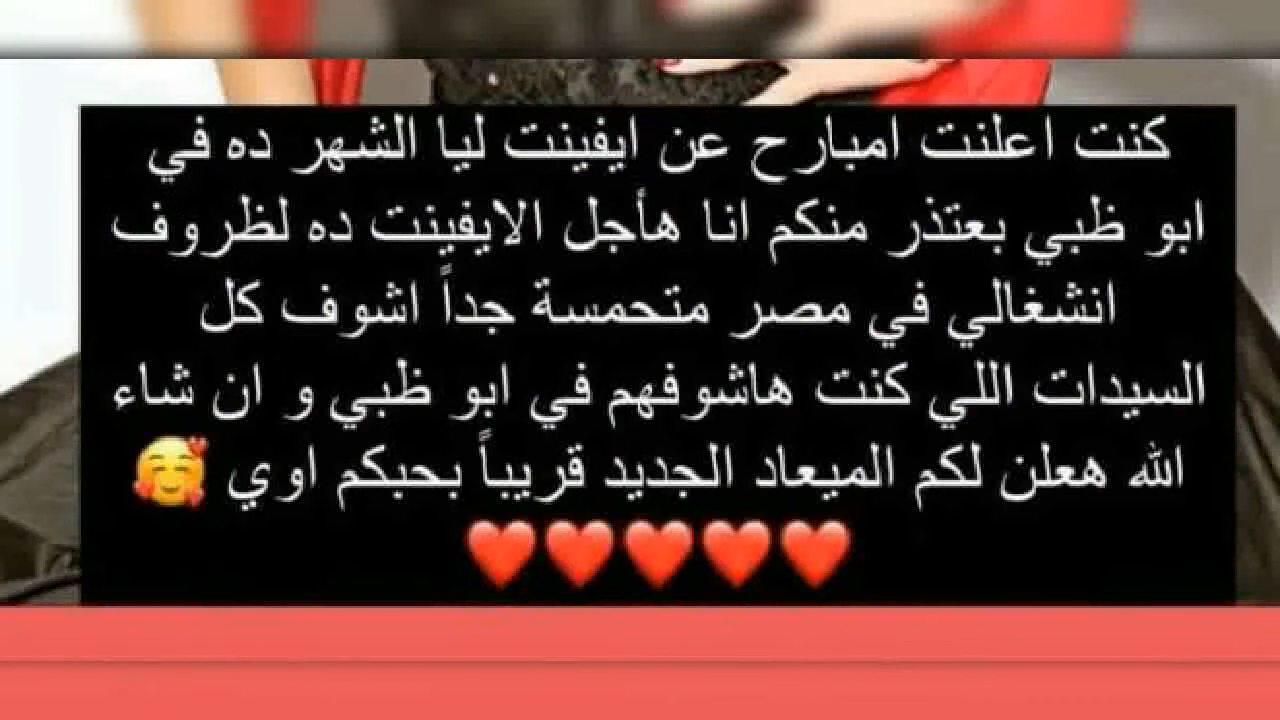 كنت اعلنت امبارح عن ايفينت ليا الشهر ده في
ابو ظبي بعتذر منكم انا هأجل الايفينت ده لظروف
انشغالي في مصر متحمسة جداً اشوف كل
السيدات اللي كنت هاشوفهم في ابو ظبي و ان شاء
الله هعلن لكم الميعاد الجديد قريباً بحبكم اوي 🥰
❤️❤️❤️❤️❤️